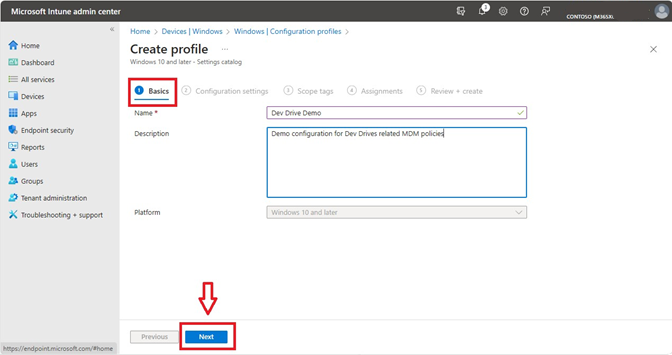 Microsoft Intune admin center
1
CONTOSO (M365X
«
Home
Dashboard
All services
Devices
Apps
Endpoint security
Reports
Users
Groups
Tenant administration
Troubleshooting + support
Home > Devices | Windows > Windows | Configuration profiles >
Create profile ...
Windows 10 and later - Settings catalog
1 Basics 2 Configuration settings 3 Scope tags 4 Assignments 5 Review + create
Name * Dev Drive Demo
Description Demo configuration for Dev Drives related MDM policies
Platform Windows 10 and later
Previous Next
https://endpoint.microsoft.com/#home